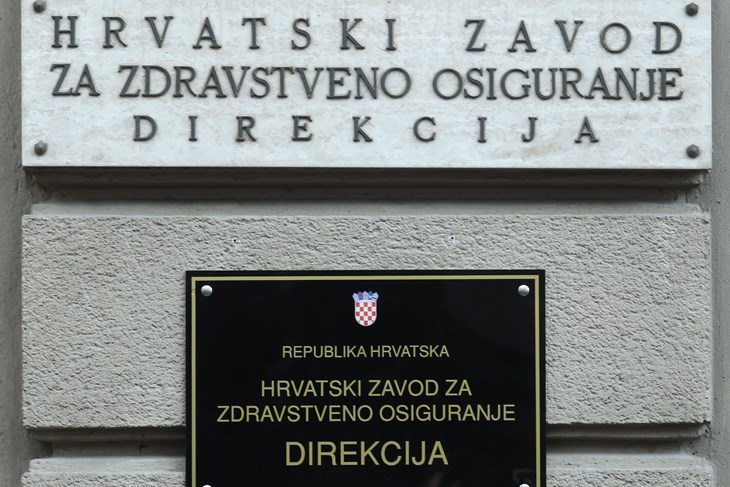 HRVATSKI ZAVOD
ZA ZDRAVSTVENO OSIGURANJE
DIREKCIJA
REPUBLIKA HRVATSKA
HRVATSKI ZAVOD ZA
ZDRAVSTVENO OSIGURANJE
DIREKCIJA